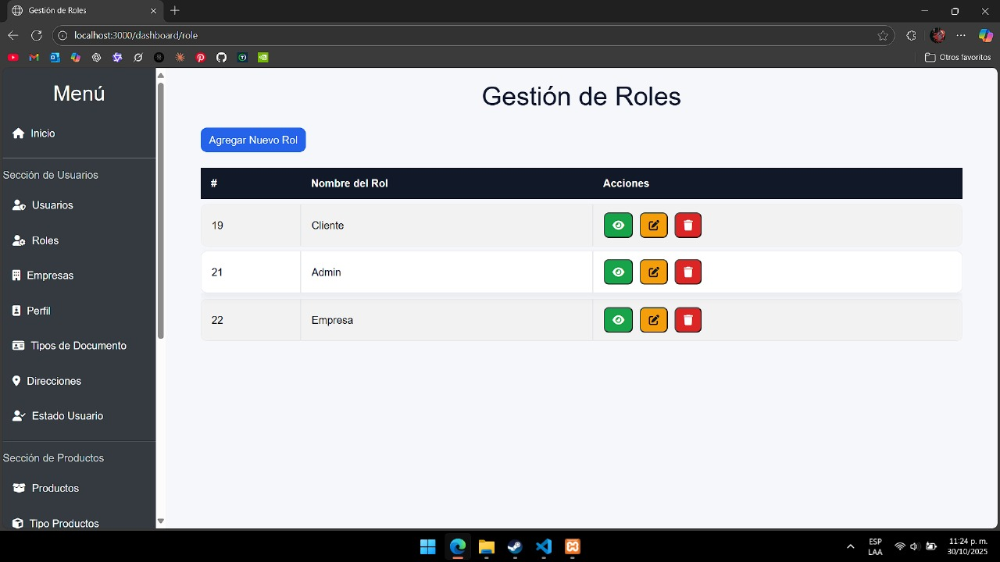 Gestión de Roles
localhost:3000/dashboard/role
Otros favoritos
Menú
Inicio
Sección de Usuarios
Usuarios
Roles
Empresas
Perfil
Tipos de Documento
Direcciones
Estado Usuario
Sección de Productos
Productos
Tipo Productos
Gestión de Roles
Agregar Nuevo Rol
# Nombre del Rol Acciones
19 Cliente
21 Admin
22 Empresa
ESP
LAA
11:24 p. m.
30/10/2025